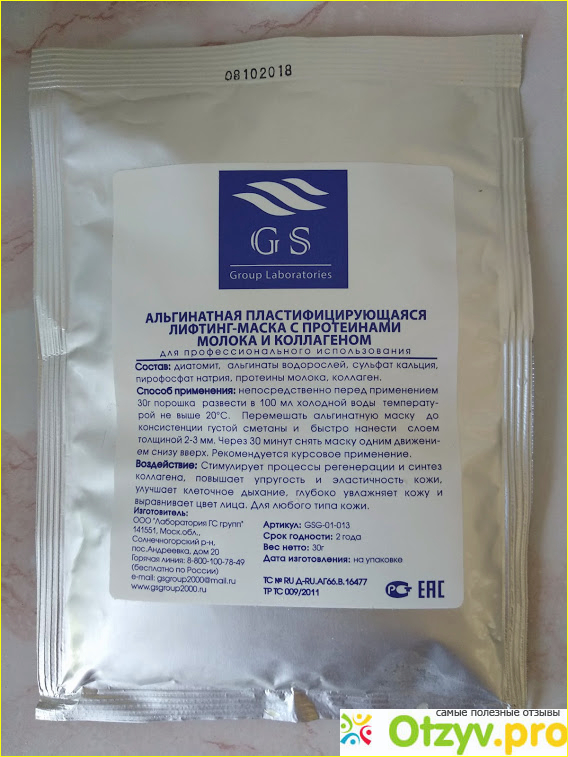 08102018
GS
Group Laboratories
АЛЬГИНАТНАЯ ПЛАСТИФИЦИРУЮЩАЯСЯ
ЛИФТИНГ-МАСКА С ПРОТЕИНАМИ
МОЛОКА И КОЛЛАГЕНОМ
для профессионального использования
Состав: диатомит, альгинаты водорослей, сульфат кальция,
пирофосфат натрия, протеины молока, коллаген.
Способ применения: непосредственно перед применением
30г порошка развести в 100 мл холодной воды температу-
рой не выше 20°С. Перемешать альгинатную маску до
консистенции густой сметаны и быстро нанести слоем
толщиной 2-3 мм. Через 30 минут снять маску одним движени-
ем снизу вверх. Рекомендуется курсовое применение.
Воздействие: Стимулирует процессы регенерации и синтез
коллагена, повышает упругость и эластичность кожи,
улучшает клеточное дыхание, глубоко увлажняет кожу и
выравнивает цвет лица. Для любого типа кожи.
Изготовитель:
ООО "Лаборатория ГС групп"
141551, Моск.обл.,
Солнечногорский р-н,
пос.Андреевка, дом 20
Горячая линия: 8-800-100-78-49
(бесплатно по России)
e-mail: gsgroup2000@mail.ru
www.gsgroup2000.ru
Артикул: GSG-01-013
Срок годности: 2 года
Вес нетто: 30г
Дата изготовления: на упаковке
ТС № RU Д-RU.АГ66.В.16477
ТР ТС 009/2011
РСТ ЕАС
самые полезные отзывы
Otzyv.pro